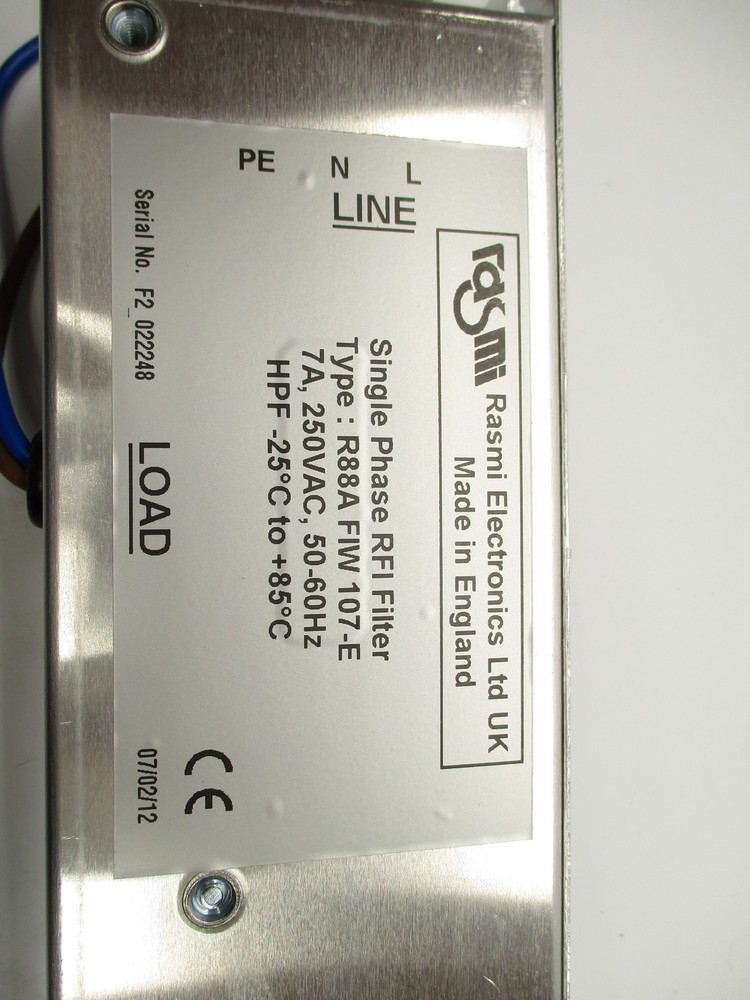 rasmi Rasmi Electronics Ltd UK
Made in England
Single Phase RFI Filter
Type : R88A FIW 107-E
7A, 250VAC, 50-60Hz
HPF -25°C to +85°C
PE N L
LINE
LOAD
Serial No. F2_022248
CE
07/02/12